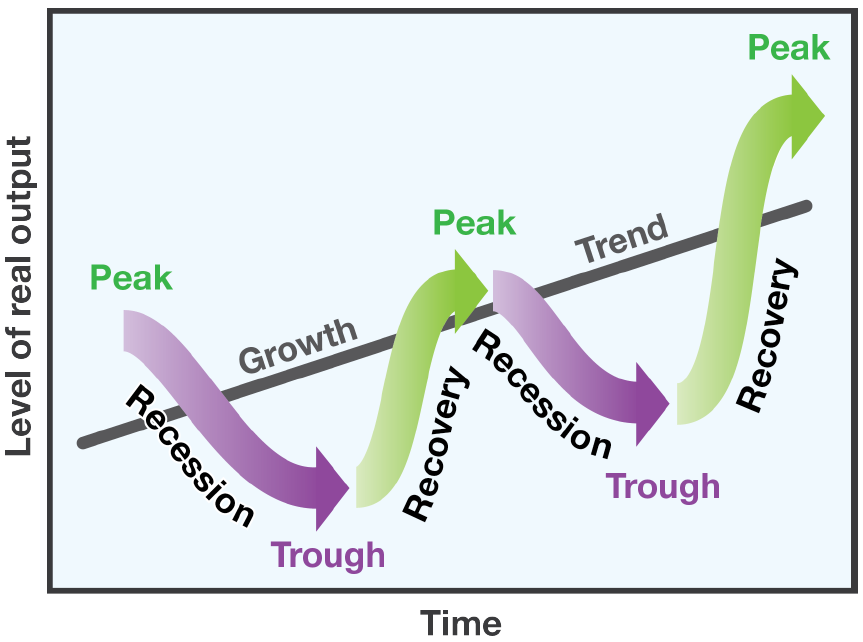 Peak
Peak
Peak
Level of real output
Growth
Trend
Recession
Recovery
Recession
Recovery
Trough
Trough
Time